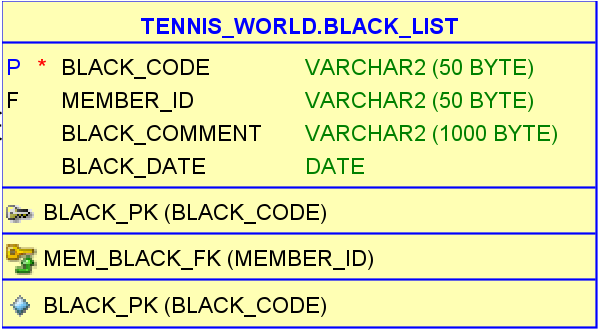 TENNIS_WORLD.BLACK_LIST
P * BLACK_CODE VARCHAR2 (50 BYTE)
F MEMBER_ID VARCHAR2 (50 BYTE)
BLACK_COMMENT VARCHAR2 (1000 BYTE)
BLACK_DATE DATE
BLACK_PK (BLACK_CODE)
MEM_BLACK_FK (MEMBER_ID)
BLACK_PK (BLACK_CODE)